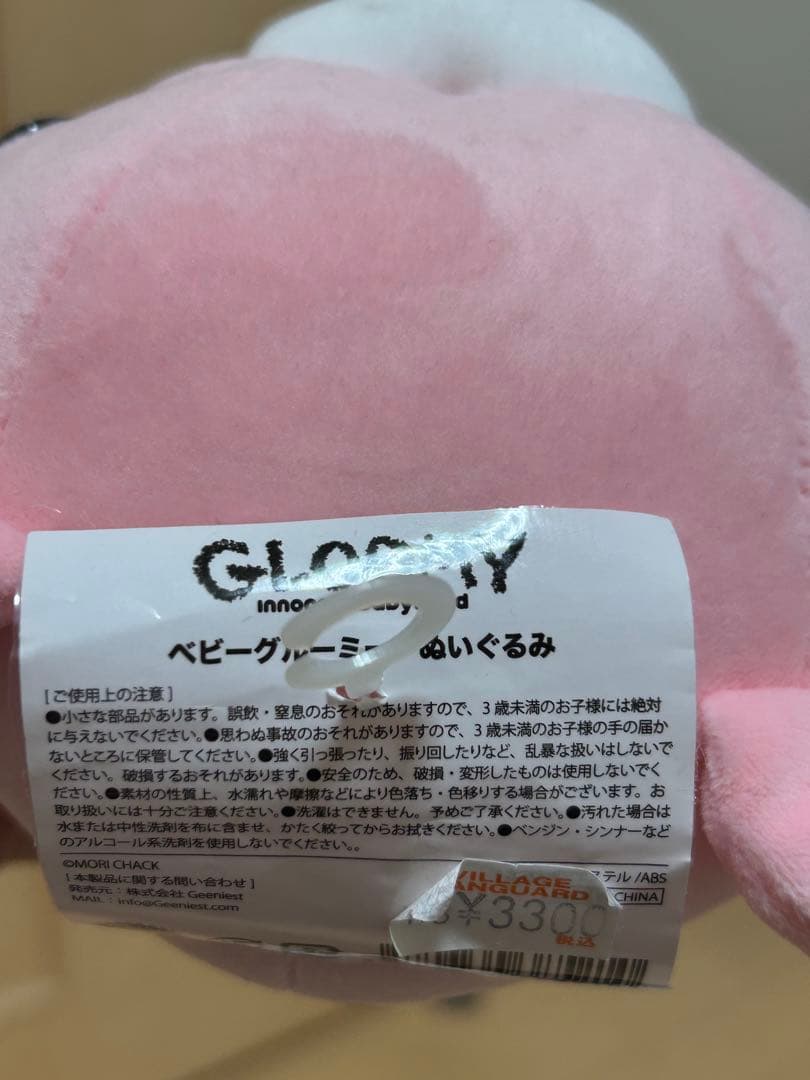 GLOOMY
ベビーグルーミー ぬいぐるみ
[ご使用上の注意]
●小さな部品があります。誤飲・窒息のおそれがありますので、3歳未満のお子様には絶対
に与えないでください。●思わぬ事故のおそれがありますので、3歳未満のお子様の手の届か
ないところに保管してください。●強く引っ張ったり、振り回したりなど、乱暴な扱いはしないで
ください。破損するおそれがあります。●安全のため、破損・変形したものは使用しないでく
ださい。●素材の性質上、水濡れや摩擦などにより色落ち・色移りする場合がございます。お
取り扱いには十分ご注意ください。●洗濯はできません。予めご了承ください。●汚れた場合は
水または中性洗剤を布に含ませ、かたく絞ってからお拭きください。●ベンジン・シンナーなど
のアルコール系洗剤を使用しないでください。。
©MORI CHACK
[本製品に関する問い合わせ]
発売元：株式会社 Geeniest
MAIL：info@Geeniest.com
ステル/ABS
CHINA
VILLAGE
VANGUARD
¥3300
税込